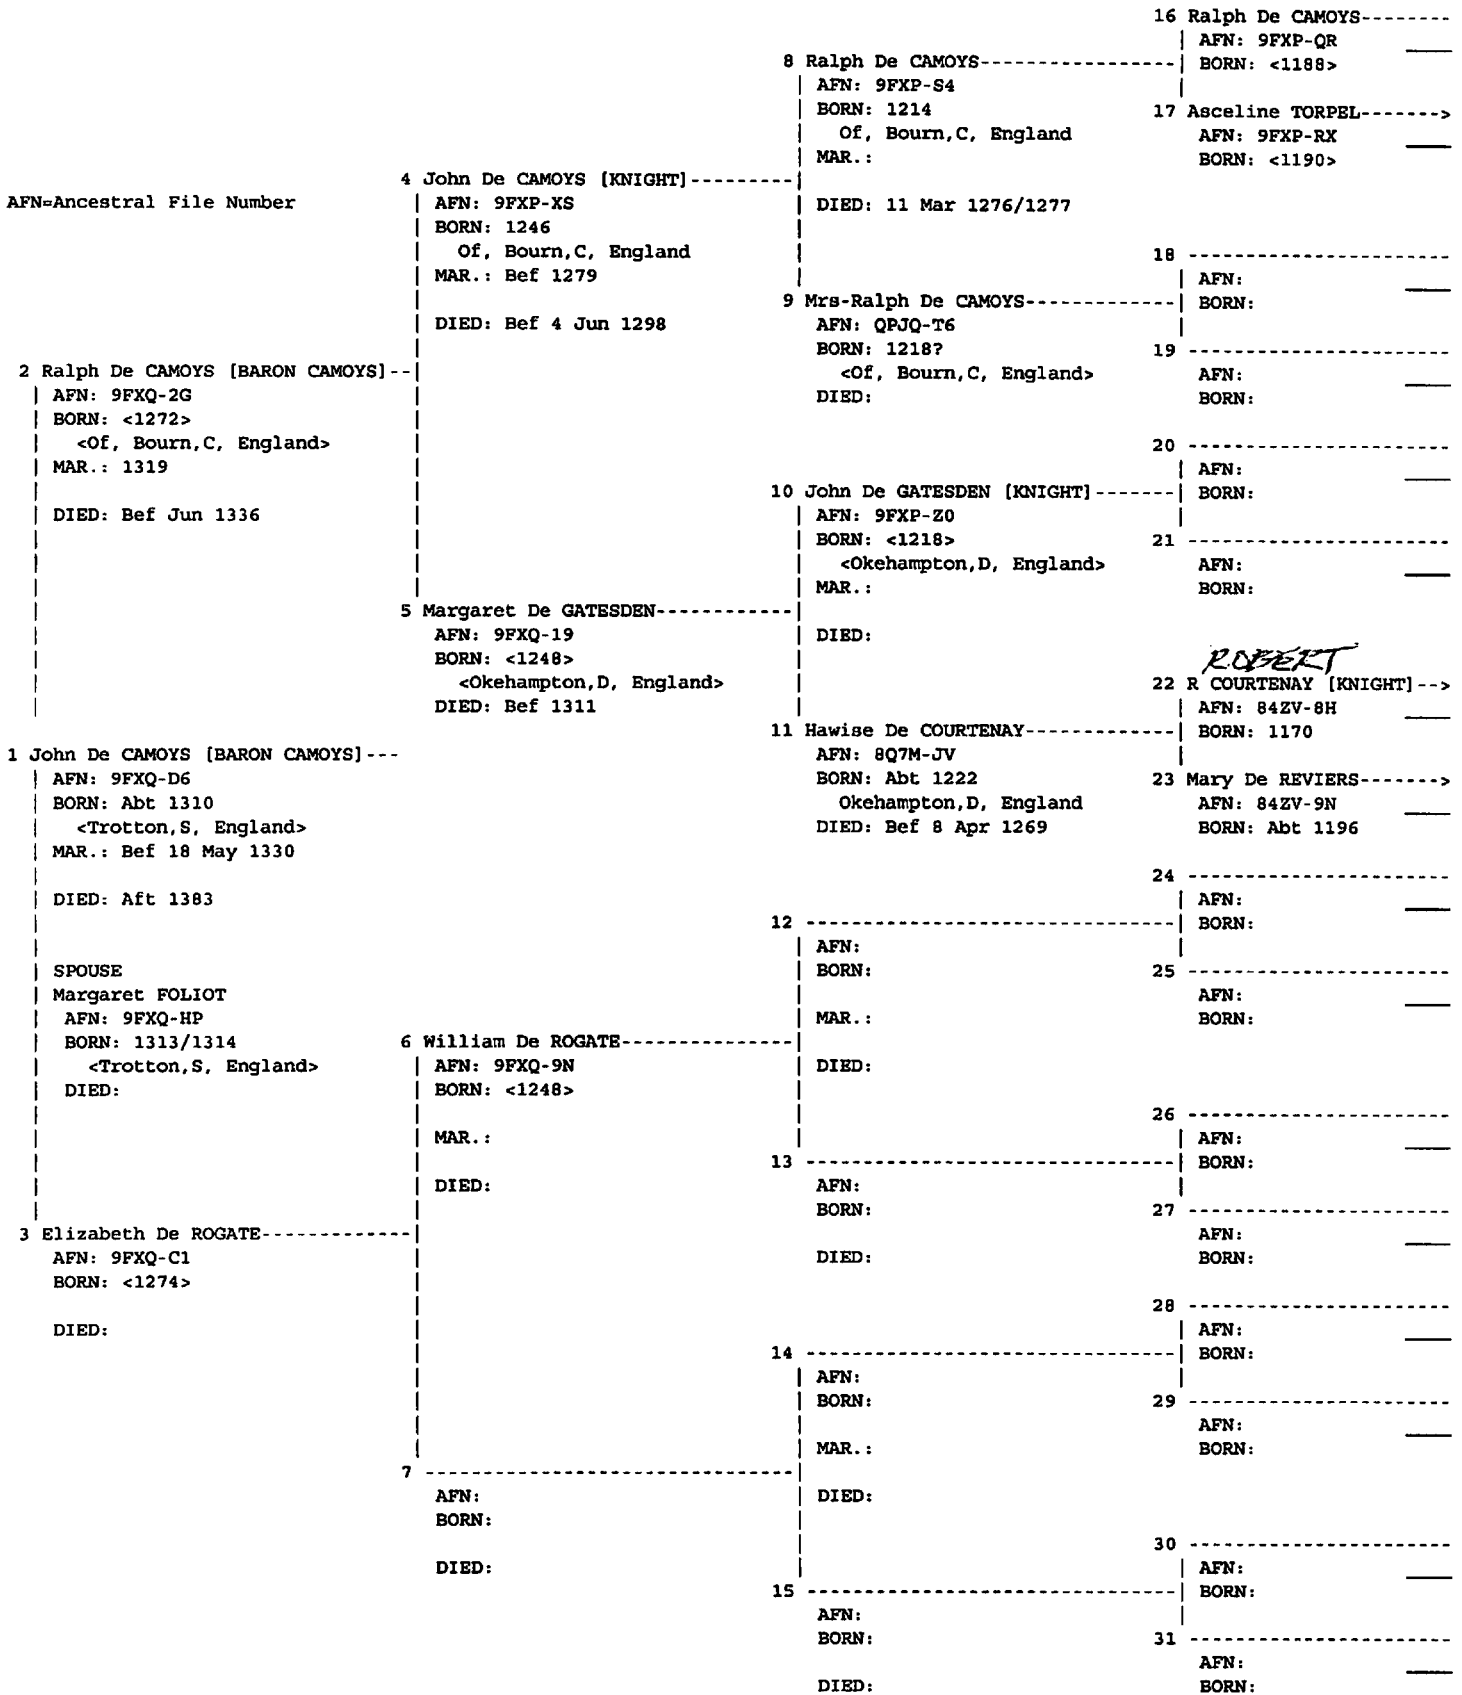 AFN=Ancestral File Number
1 John De CAMOYS [BARON CAMOYS]---
AFN: 9FXQ-D6
BORN: Abt 1310
<Trotton,S, England>
MAR.: Bef 18 May 1330
DIED: Aft 1383
SPOUSE
Margaret FOLIOT
AFN: 9FXQ-HP
BORN: 1313/1314
<Trotton,S, England>
DIED:
2 Ralph De CAMOYS [BARON CAMOYS]--
AFN: 9FXQ-2G
BORN: <1272>
<Of, Bourn,C, England>
MAR.: 1319
DIED: Bef Jun 1336
3 Elizabeth De ROGATE-------------
AFN: 9FXQ-C1
BORN: <1274>
DIED:
4 John De CAMOYS [KNIGHT]---------
AFN: 9FXP-XS
BORN: 1246
Of, Bourn,C, England
MAR.: Bef 1279
DIED: Bef 4 Jun 1298
5 Margaret De GATESDEN------------
AFN: 9FXQ-19
BORN: <1248>
<Okehampton,D, England>
DIED: Bef 1311
6 William De ROGATE---------------
AFN: 9FXQ-9N
BORN: <1248>
MAR.:
DIED:
7 --------------------------------
AFN:
BORN:
DIED:
8 Ralph De CAMOYS-----------------
AFN: 9FXP-S4
BORN: 1214
Of, Bourn,C, England
MAR.:
DIED: 11 Mar 1276/1277
9 Mrs-Ralph De CAMOYS-------------
AFN: QPJQ-T6
BORN: 1218?
<Of, Bourn,C, England>
DIED:
10 John De GATESDEN [KNIGHT]-------
AFN: 9FXP-Z0
BORN: <1218>
<Okehampton,D, England>
MAR.:
DIED:
11 Hawise De COURTENAY-------------
AFN: 8Q7M-JV
BORN: Abt 1222
Okehampton,D, England
DIED: Bef 8 Apr 1269
12 --------------------------------
AFN:
BORN:
MAR.:
DIED:
13 --------------------------------
AFN:
BORN:
DIED:
14 --------------------------------
AFN:
BORN:
MAR.:
DIED:
15 --------------------------------
AFN:
BORN:
DIED:
16 Ralph De CAMOYS--------
AFN: 9FXP-QR
BORN: <1188>
17 Asceline TORPEL------->
AFN: 9FXP-RX
BORN: <1190>
18 -----------------------
AFN:
BORN:
19 -----------------------
AFN:
BORN:
20 -----------------------
AFN:
BORN:
21 -----------------------
AFN:
BORN:
ROBERT
22 R COURTENAY [KNIGHT]-->
AFN: 84ZV-8H
BORN: 1170
23 Mary De REVIERS------->
AFN: 84ZV-9N
BORN: Abt 1196
24 -----------------------
AFN:
BORN:
25 -----------------------
AFN:
BORN:
26 -----------------------
AFN:
BORN:
27 -----------------------
AFN:
BORN:
28 -----------------------
AFN:
BORN:
29 -----------------------
AFN:
BORN:
30 -----------------------
AFN:
BORN:
31 -----------------------
AFN:
BORN: